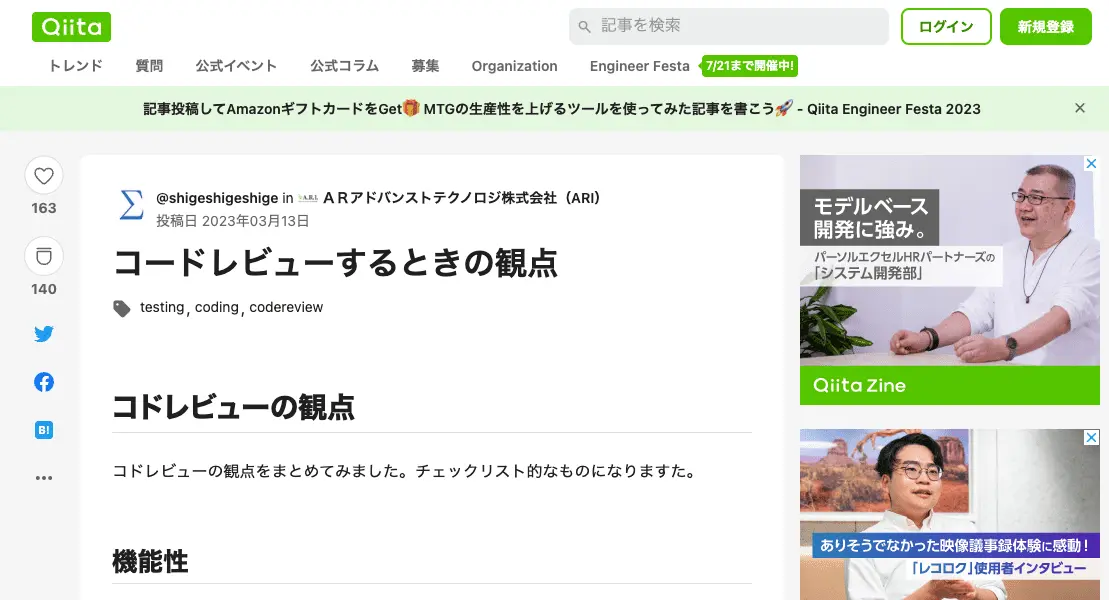 Qiita
記事を検索
ログイン
新規登録
トレンド 質問 公式イベント 公式コラム 募集 Organization Engineer Festa 7/21まで開催中!
記事投稿してAmazonギフトカードをGet🎁 MTGの生産性を上げるツールを使ってみた記事を書こう🚀 - Qiita Engineer Festa 2023
163
140
B!
@shigeshigeshige in A.R.I. ＡＲアドバンストテクノロジ株式会社（ARI）
投稿日 2023年03月13日
コードレビューするときの観点
testing, coding, codereview
コドレビューの観点
コドレビューの観点をまとめてみました。チェックリスト的なものになりますた。
機能性
モデルベース
開発に強み。
パーソルエクセルHRパートナーズの
「システム開発部」
Qiita Zine
ありそうでなかった映像議事録体験に感動！
「レコロク」使用者インタビュー